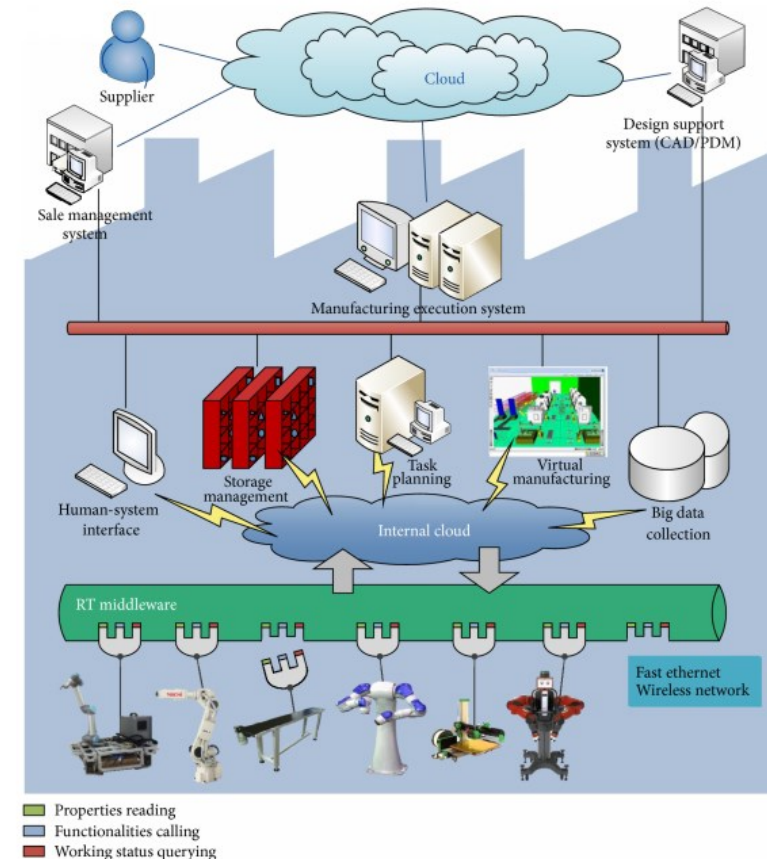 Cloud
Supplier
Design support
system (CAD/PDM)
Sale management
system
Manufacturing execution system
Storage
management
Task
planning
Virtual
manufacturing
Human-system
interface
Internal cloud
Big data
collection
RT middleware
Fast ethernet
Wireless network
Properties reading
Functionalities calling
Working status querying